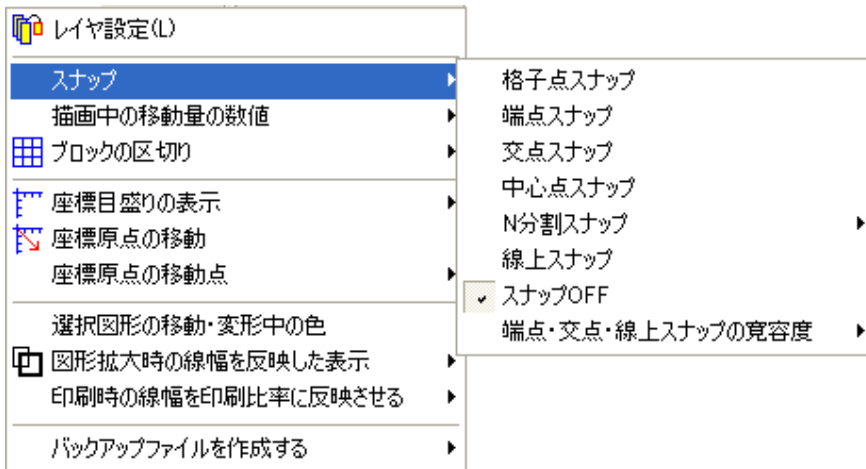 レイヤ設定(L)
スナップ
描画中の移動量の数値
ブロックの区切り
座標目盛りの表示
座標原点の移動
座標原点の移動点
選択図形の移動・変形中の色
図形拡大時の線幅を反映した表示
印刷時の線幅を印刷比率に反映させる
バックアップファイルを作成する
格子点スナップ
端点スナップ
交点スナップ
中心点スナップ
N分割スナップ
線上スナップ
スナップOFF
端点・交点・線上スナップの寛容度